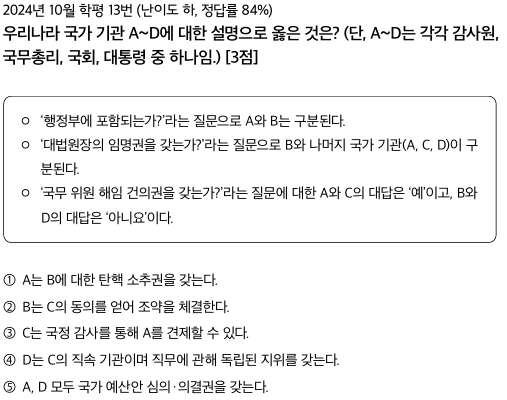 2024년 10월 학평 13번 (난이도 하, 정답률 84%)
우리나라 국가 기관 A~D에 대한 설명으로 옳은 것은? (단, A~D는 각각 감사원,
국무총리, 국회, 대통령 중 하나임.) [3점]
○ ‘행정부에 포함되는가?’라는 질문으로 A와 B는 구분된다.
○ ‘대법원장의 임명권을 갖는가?’라는 질문으로 B와 나머지 국가 기관(A, C, D)이 구
분된다.
○ ‘국무 위원 해임 건의권을 갖는가?’라는 질문에 대한 A와 C의 대답은 ‘예’이고, B와
D의 대답은 ‘아니요’이다.
① A는 B에 대한 탄핵 소추권을 갖는다.
② B는 C의 동의를 얻어 조약을 체결한다.
③ C는 국정 감사를 통해 A를 견제할 수 있다.
④ D는 C의 직속 기관이며 직무에 관해 독립된 지위를 갖는다.
⑤ A, D 모두 국가 예산안 심의·의결권을 갖는다.